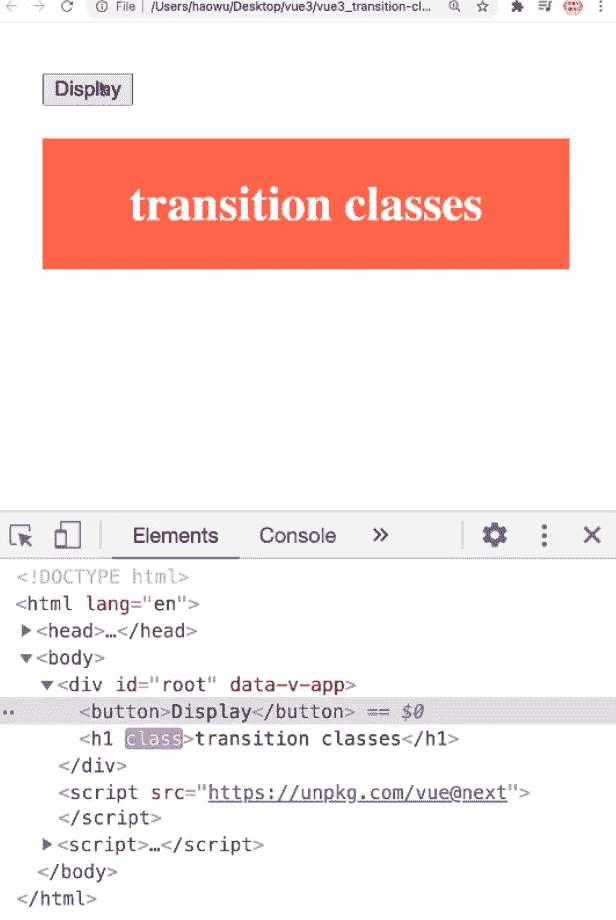 File | /Users/haowu/Desktop/vue3/vue3_transition-cl...
Display
transition classes
Elements Console »
<!DOCTYPE html>
<html lang="en">
▶<head>…</head>
▼<body>
▼<div id="root" data-v-app>
<button>Display</button> == $0
<h1 class>transition classes</h1>
</div>
<script src="https://unpkg.com/vue@next">
</script>
▶<script>…</script>
</body>
</html>